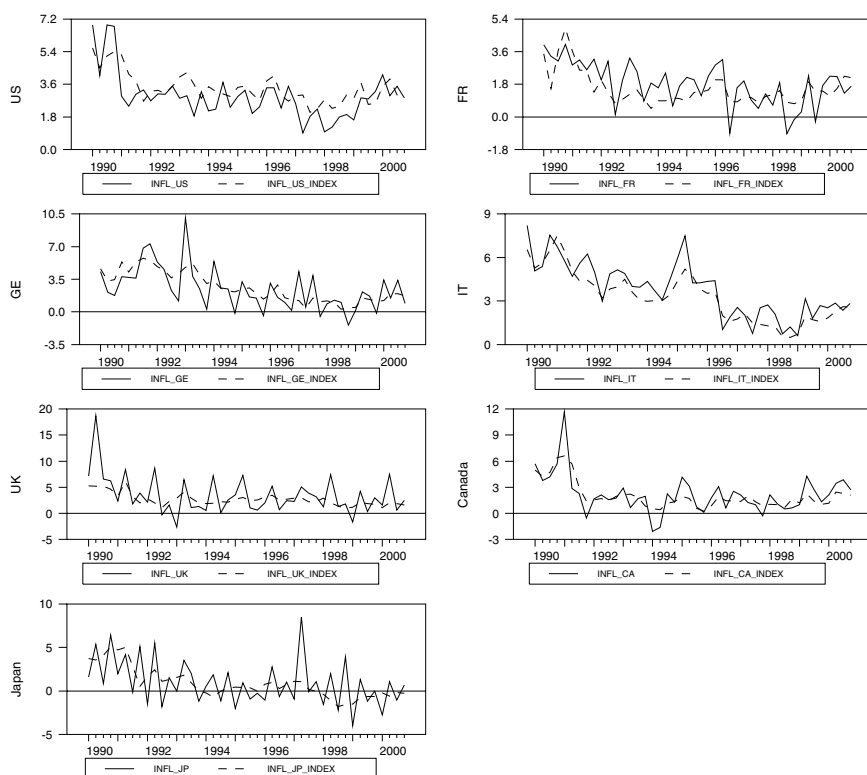 US
7.2
5.4
3.6
1.8
0.0
1990 1992 1994 1996 1998 2000
INFL_US INFL_US_INDEX
FR
5.4
3.6
1.8
0.0
-1.8
1990 1992 1994 1996 1998 2000
INFL_FR INFL_FR_INDEX
GE
10.5
7.0
3.5
0.0
-3.5
1990 1992 1994 1996 1998 2000
INFL_GE INFL_GE_INDEX
IT
9
6
3
0
1990 1992 1994 1996 1998 2000
INFL_IT INFL_IT_INDEX
UK
20
15
10
5
0
-5
1990 1992 1994 1996 1998 2000
INFL_UK INFL_UK_INDEX
Canada
12
9
6
3
0
-3
1990 1992 1994 1996 1998 2000
INFL_CA INFL_CA_INDEX
Japan
10
5
0
-5
1990 1992 1994 1996 1998 2000
INFL_JP INFL_JP_INDEX